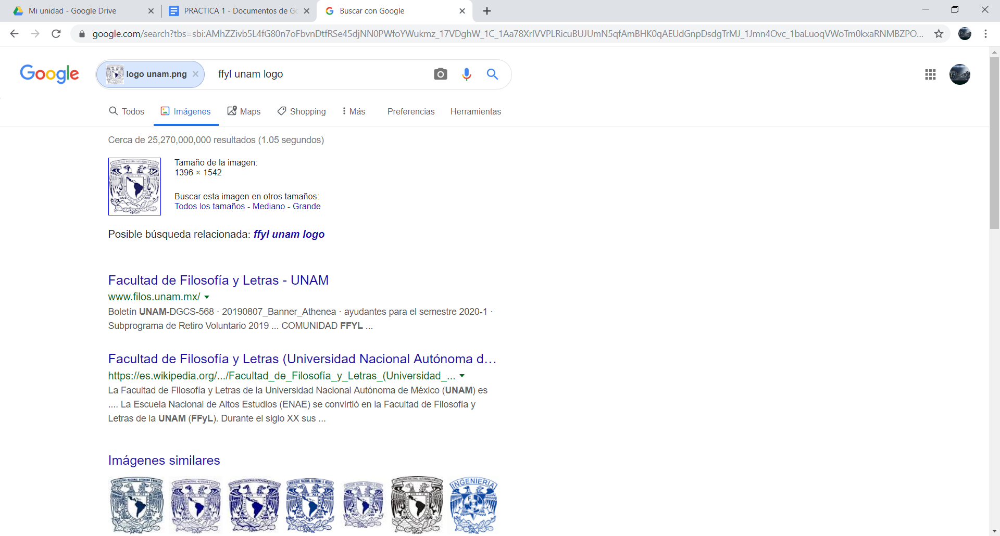 Mi unidad - Google Drive
PRACTICA 1 - Documentos de Go
Buscar con Google
google.com/search?tbs=sbi:AMhZZivb5L4fG80n7oFbvnDtfRSe45djNN0PWfoYWukmz_17VDghW_1C_1Aa78XrlVVPLRicuBUJUmN5qfAmBHK0qAEUdGnpDsdgTrMJ_1Jmn4Ovc_1baLuoqVWoTm0kxaRNMBZPO...
Google
logo unam.png
ffyl unam logo
Todos
Imágenes
Maps
Shopping
Más
Preferencias
Herramientas
Cerca de 25,270,000,000 resultados (1.05 segundos)
Tamaño de la imagen:
1396 × 1542
Buscar esta imagen en otros tamaños:
Todos los tamaños - Mediano - Grande
Posible búsqueda relacionada: ffyl unam logo
Facultad de Filosofía y Letras - UNAM
www.filos.unam.mx/
Boletín UNAM-DGCS-568 · 20190807_Banner_Athenea · ayudantes para el semestre 2020-1 ·
Subprograma de Retiro Voluntario 2019 ... COMUNIDAD FFYL ...
Facultad de Filosofía y Letras (Universidad Nacional Autónoma d...
https://es.wikipedia.org/.../Facultad_de_Filosofía_y_Letras_(Universidad_...
La Facultad de Filosofía y Letras de la Universidad Nacional Autónoma de México (UNAM) es
.... La Escuela Nacional de Altos Estudios (ENAE) se convirtió en la Facultad de Filosofía y
Letras de la UNAM (FFyL). Durante el siglo XX sus ...
Imágenes similares
INGENIERIA